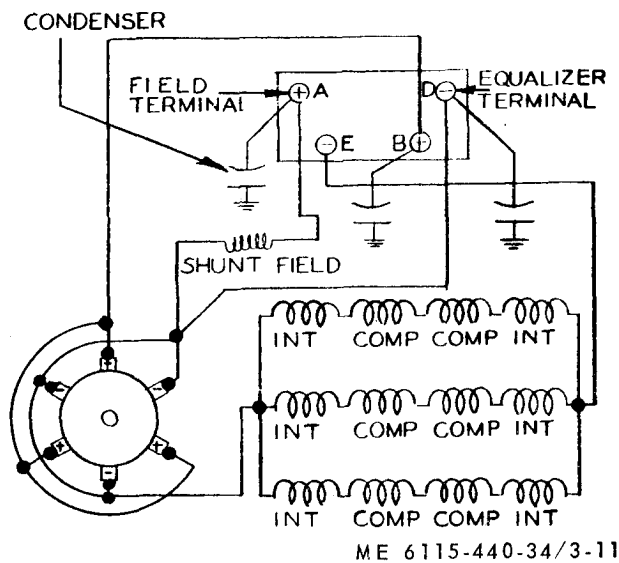 CONDENSER
FIELD
TERMINAL
A
D
EQUALIZER
TERMINAL
E
B
SHUNT FIELD
INT COMP COMP INT
INT COMP COMP INT
INT COMP COMP INT
ME 6115-440-34/3-11